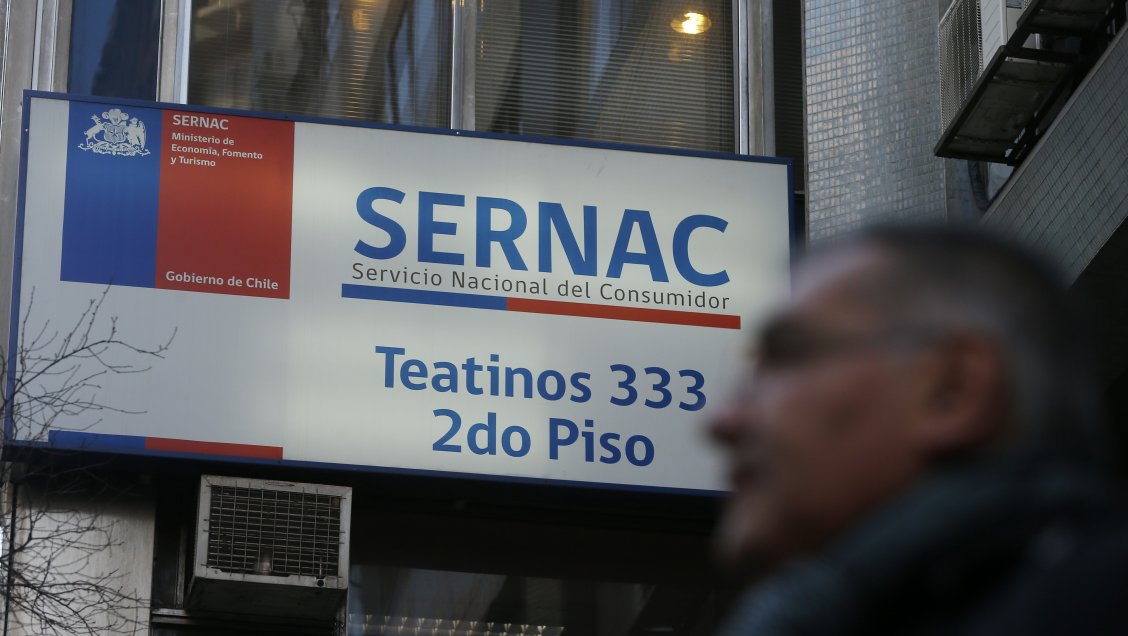 SERNAC
Ministerio de
Economía, Fomento
y Turismo
Gobierno de Chile
SERNAC
Servicio Nacional del Consumidor
Teatinos 333
2do Piso